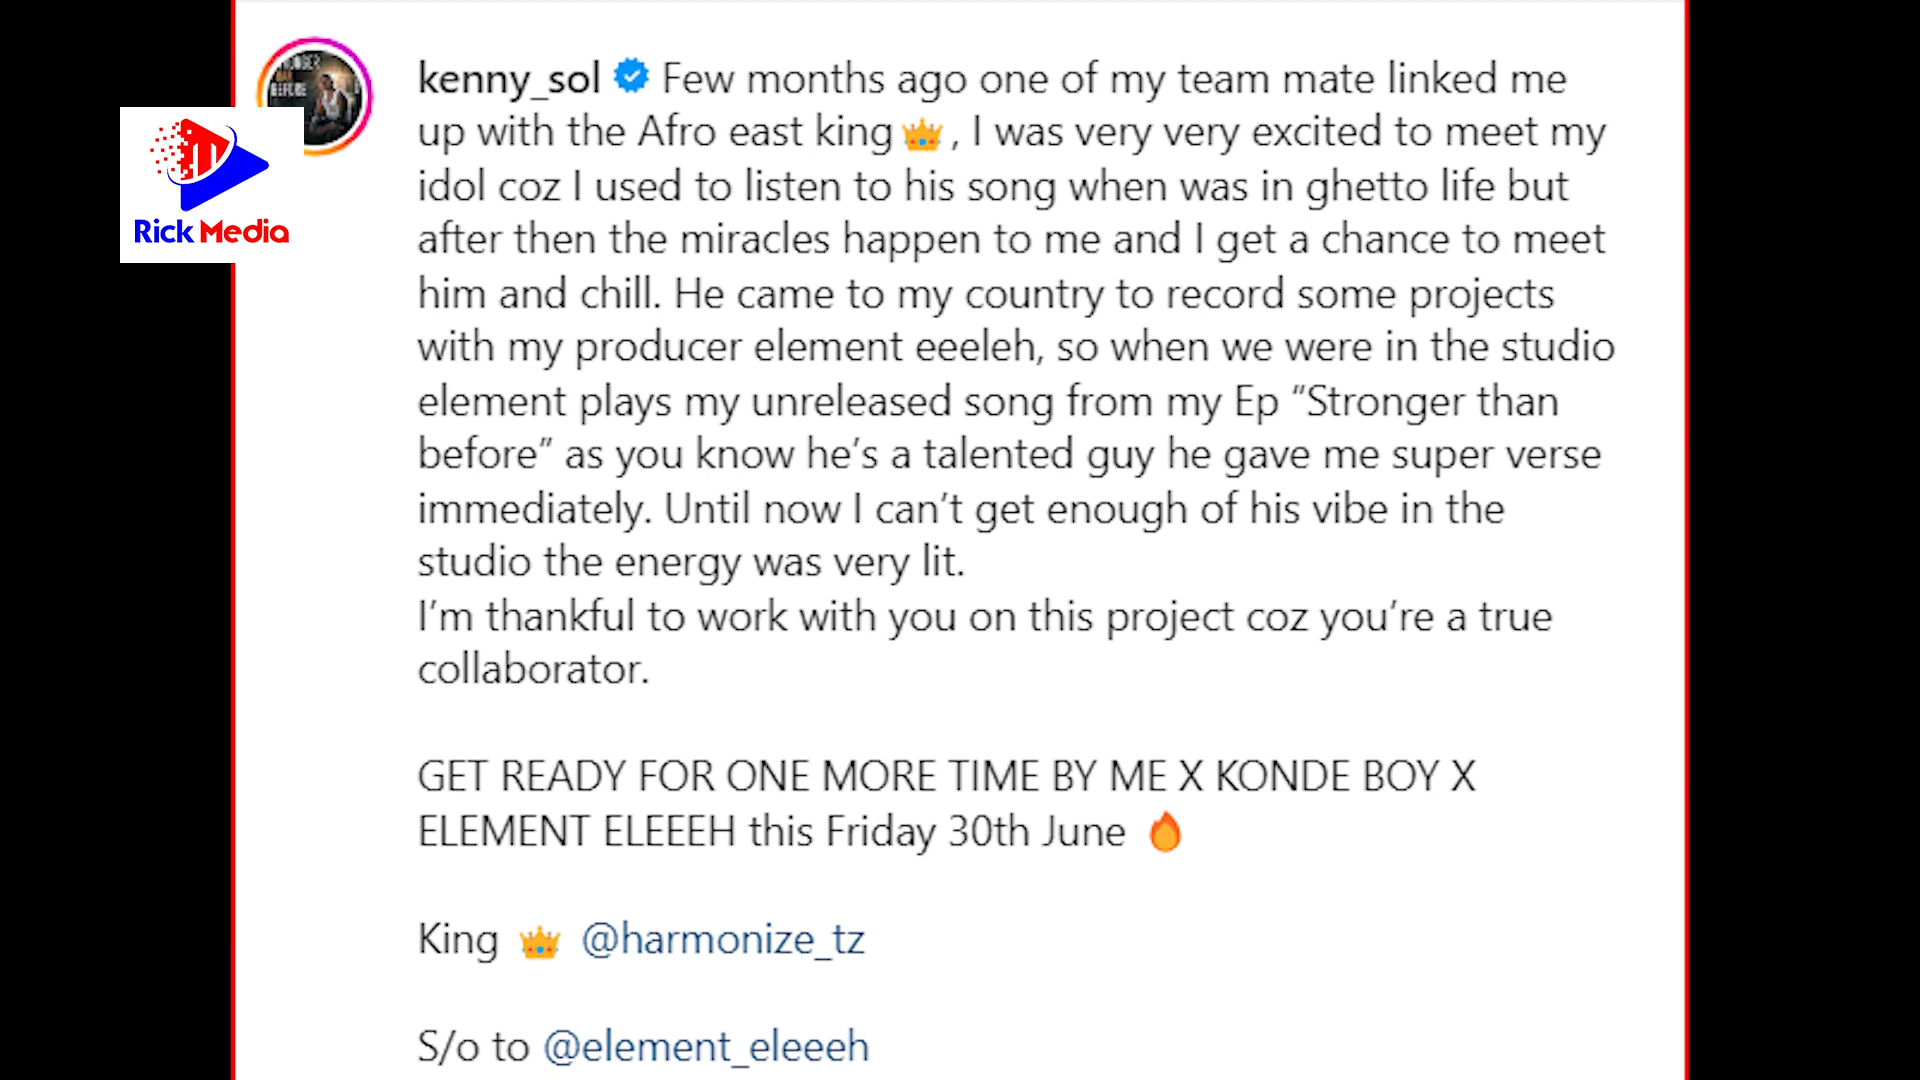 kenny_sol Few months ago one of my team mate linked me
up with the Afro east king 👑 , I was very very excited to meet my
idol coz I used to listen to his song when was in ghetto life but
after then the miracles happen to me and I get a chance to meet
him and chill. He came to my country to record some projects
with my producer element eeeleh, so when we were in the studio
element plays my unreleased song from my Ep “Stronger than
before” as you know he’s a talented guy he gave me super verse
immediately. Until now I can’t get enough of his vibe in the
studio the energy was very lit.
I’m thankful to work with you on this project coz you’re a true
collaborator.
GET READY FOR ONE MORE TIME BY ME X KONDE BOY X
ELEMENT ELEEEH this Friday 30th June 🔥
King 👑 @harmonize_tz
S/o to @element_eleeeh
Rick Media
BEFORE